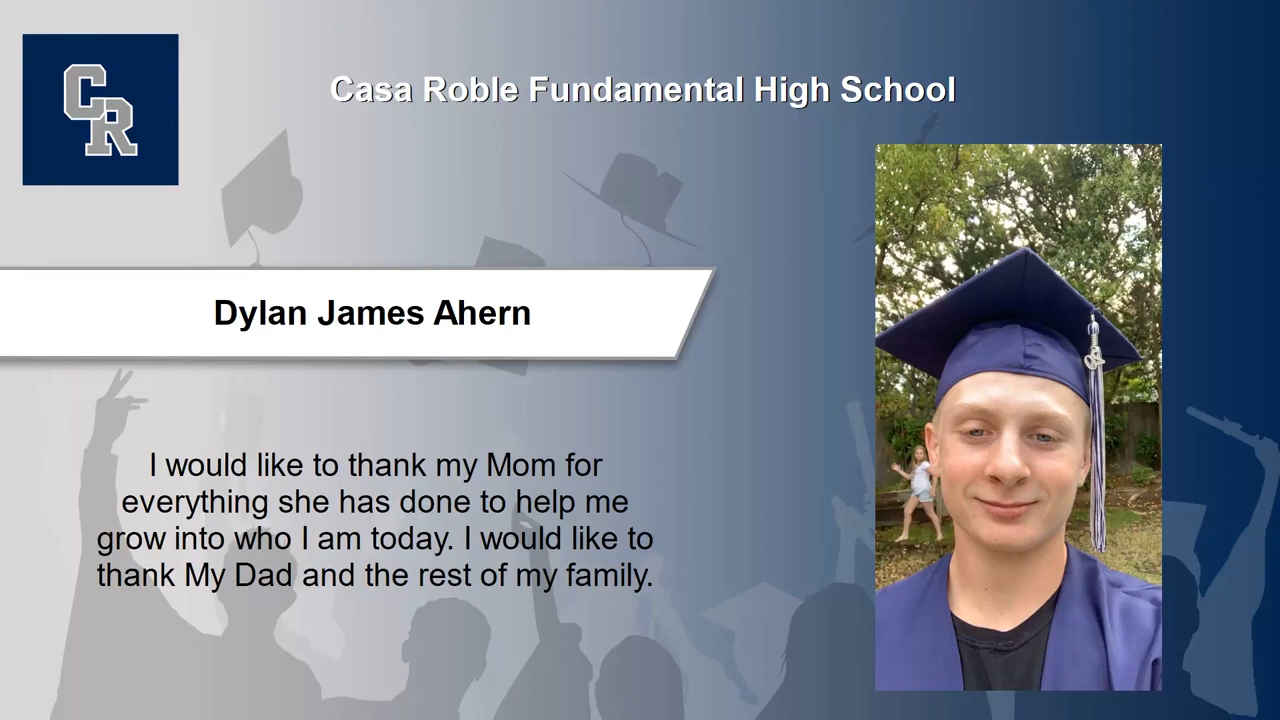 CR
Casa Roble Fundamental High School
Dylan James Ahern
I would like to thank my Mom for
everything she has done to help me
grow into who I am today. I would like to
thank My Dad and the rest of my family.